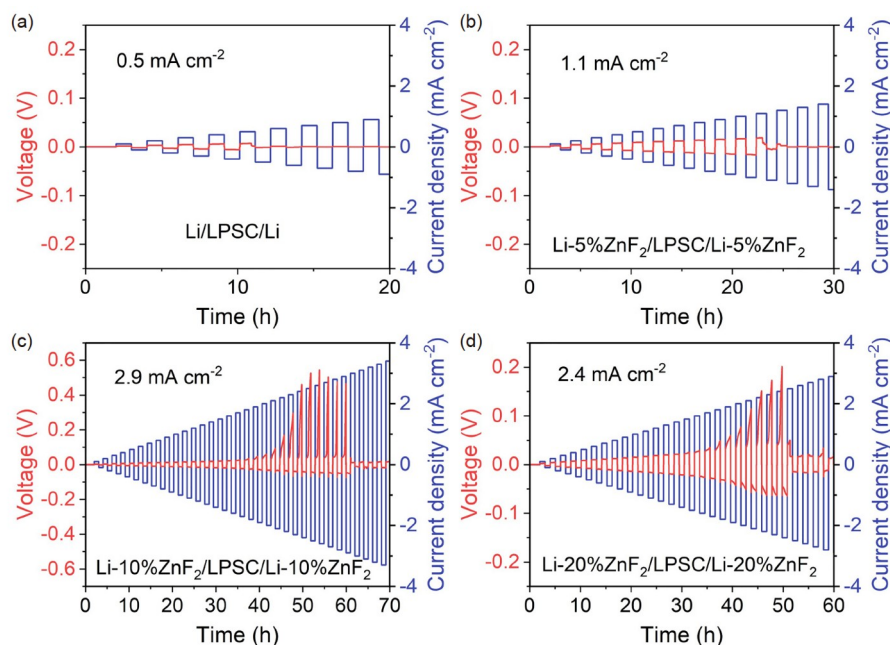 (a)
0.5 mA cm⁻²
Li/LPSC/Li
Voltage (V)
0.2
0.1
0.0
-0.1
-0.2
Current density (mA cm⁻²)
4
2
0
-2
-4
0 10 20
Time (h)
(b)
1.1 mA cm⁻²
Li-5%ZnF₂/LPSC/Li-5%ZnF₂
Voltage (V)
0.2
0.1
0.0
-0.1
-0.2
Current density (mA cm⁻²)
4
2
0
-2
-4
0 10 20 30
Time (h)
(c)
2.9 mA cm⁻²
Li-10%ZnF₂/LPSC/Li-10%ZnF₂
Voltage (V)
0.6
0.4
0.2
0.0
-0.2
-0.4
-0.6
Current density (mA cm⁻²)
4
2
0
-2
-4
0 10 20 30 40 50 60 70
Time (h)
(d)
2.4 mA cm⁻²
Li-20%ZnF₂/LPSC/Li-20%ZnF₂
Voltage (V)
0.2
0.1
0.0
-0.1
-0.2
Current density (mA cm⁻²)
4
2
0
-2
-4
0 10 20 30 40 50 60
Time (h)